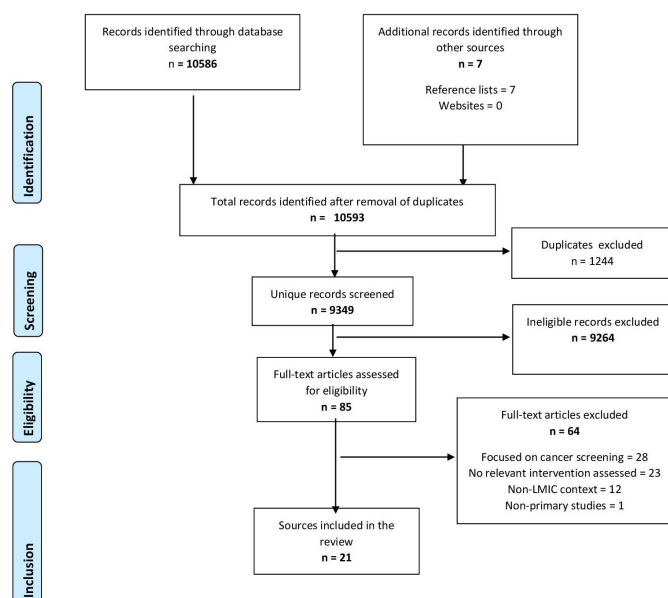 Records identified through database
searching
n = 10586
Additional records identified through
other sources
n = 7
Reference lists = 7
Websites = 0
Identification
Total records identified after removal of duplicates
n = 10593
Duplicates excluded
n = 1244
Screening
Unique records screened
n = 9349
Ineligible records excluded
n = 9264
Eligibility
Full-text articles assessed
for eligibility
n = 85
Full-text articles excluded
n = 64
Focused on cancer screening = 28
No relevant intervention assessed = 23
Non-LMIC context = 12
Non-primary studies = 1
Inclusion
Sources included in the
review
n = 21